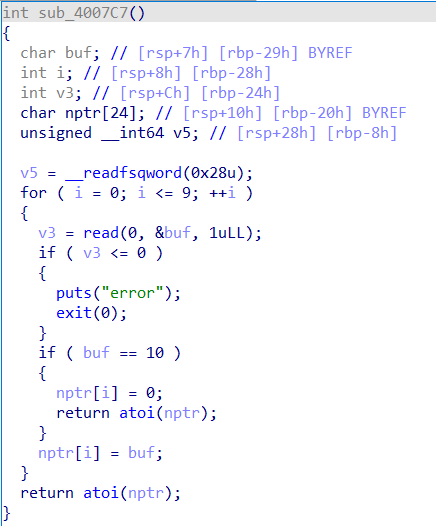 int sub_4007C7()
{
  char buf; // [rsp+7h] [rbp-29h] BYREF
  int i; // [rsp+8h] [rbp-28h]
  int v3; // [rsp+Ch] [rbp-24h]
  char nptr[24]; // [rsp+10h] [rbp-20h] BYREF
  unsigned __int64 v5; // [rsp+28h] [rbp-8h]

  v5 = __readfsqword(0x28u);
  for ( i = 0; i <= 9; ++i )
  {
    v3 = read(0, &buf, 1uLL);
    if ( v3 <= 0 )
    {
      puts("error");
      exit(0);
    }
    if ( buf == 10 )
    {
      nptr[i] = 0;
      return atoi(nptr);
    }
    nptr[i] = buf;
  }
  return atoi(nptr);
}